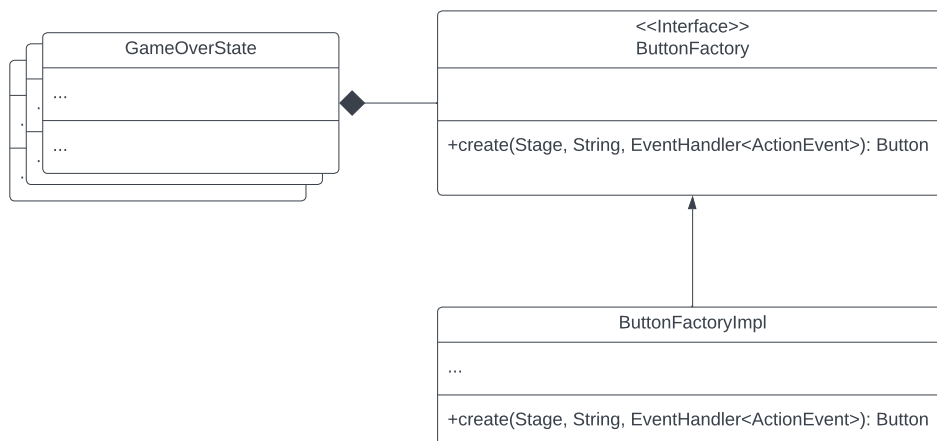 GameOverState
...
...
<<Interface>>
ButtonFactory
+create(Stage, String, EventHandler<ActionEvent>): Button
ButtonFactoryImpl
...
+create(Stage, String, EventHandler<ActionEvent>): Button